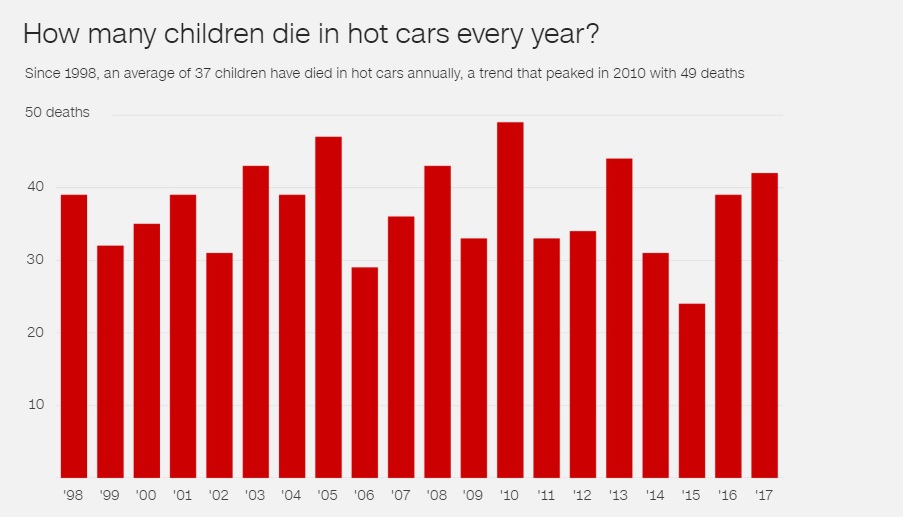 How many children die in hot cars every year?
Since 1998, an average of 37 children have died in hot cars annually, a trend that peaked in 2010 with 49 deaths
50 deaths
40
30
20
10
'98 '99 '00 '01 '02 '03 '04 '05 '06 '07 '08 '09 '10 '11 '12 '13 '14 '15 '16 '17